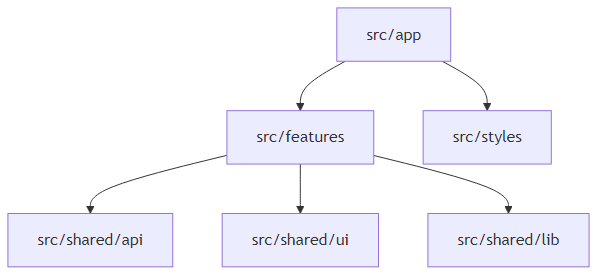 src/app
src/features
src/styles
src/shared/api
src/shared/ui
src/shared/lib